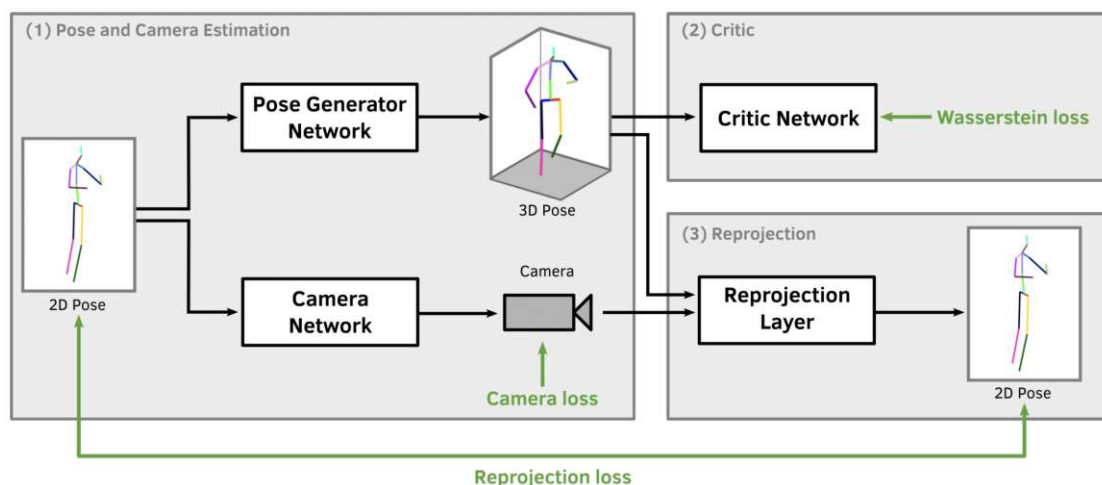 (1) Pose and Camera Estimation
Pose Generator
Network
3D Pose
2D Pose
Camera
Network
Camera
Camera loss
(2) Critic
Critic Network
Wasserstein loss
(3) Reprojection
Reprojection
Layer
2D Pose
Reprojection loss